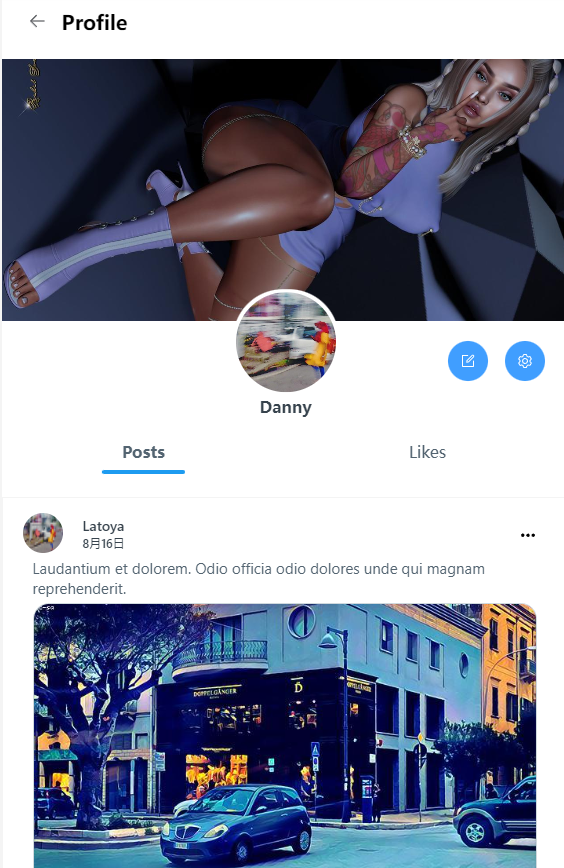 Profile
Danny
Posts
Likes
Latoya
8月16日
Laudantium et dolorem. Odio officia odio dolores unde qui magnam
reprehenderit.
DOPPELGÄNGER
D